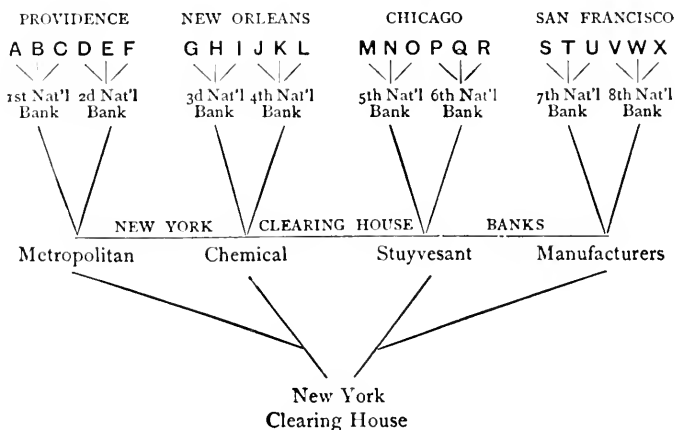 PROVIDENCE NEW ORLEANS CHICAGO SAN FRANCISCO
A B C D E F G H I J K L M N O P Q R S T U V W X
1st Nat'l 2d Nat'l 3d Nat'l 4th Nat'l 5th Nat'l 6th Nat'l 7th Nat'l 8th Nat'l
Bank Bank Bank Bank Bank Bank Bank Bank
NEW YORK CLEARING HOUSE BANKS
Metropolitan Chemical Stuyvesant Manufacturers
New York
Clearing House